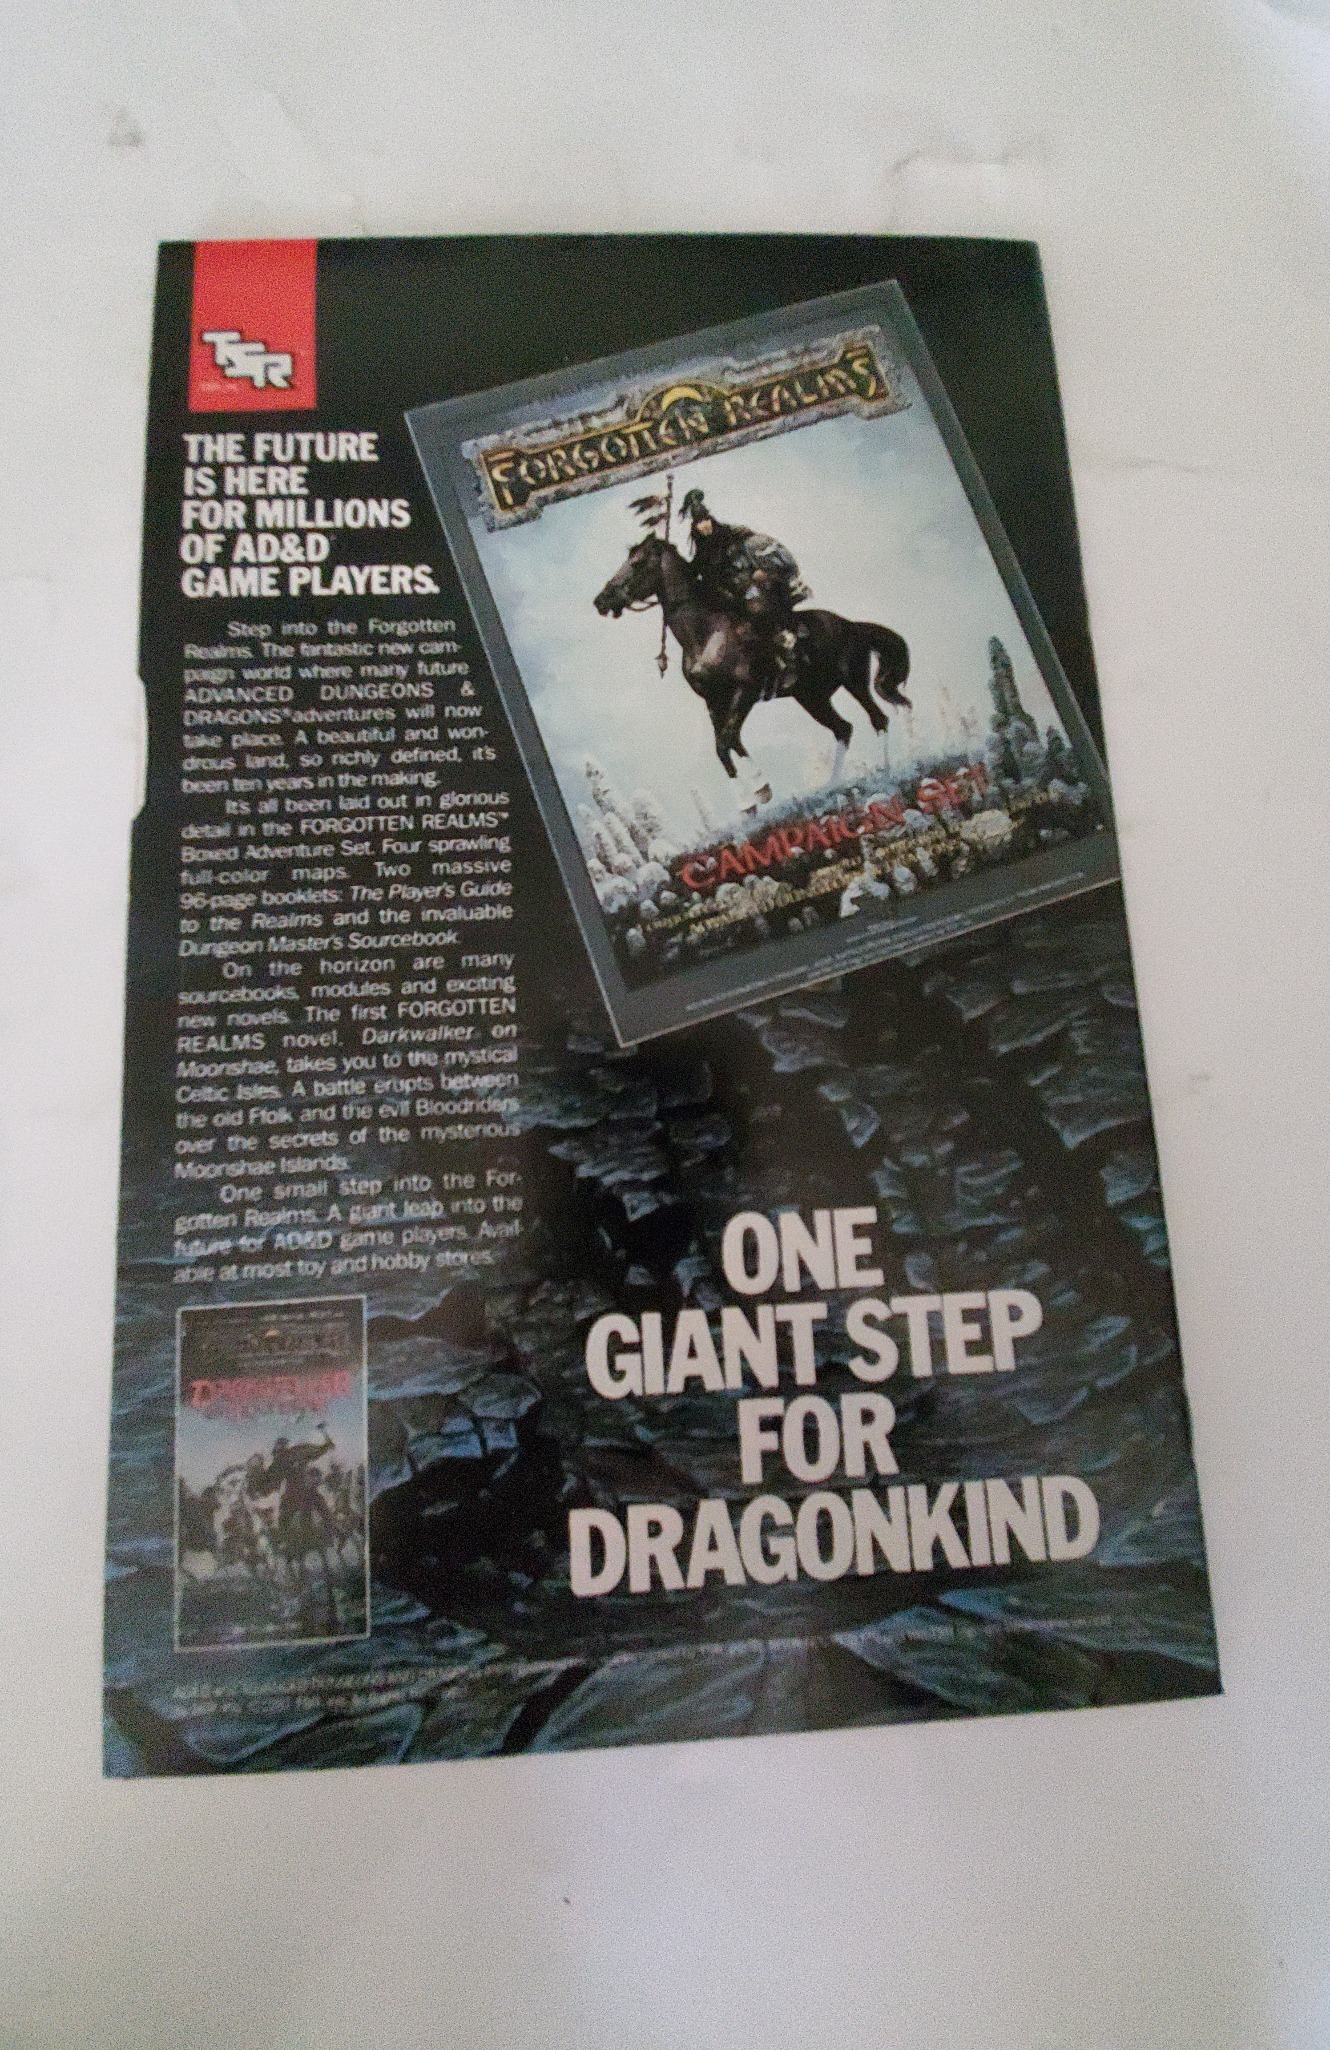 TSR
THE FUTURE
IS HERE
FOR MILLIONS
OF AD&D
GAME PLAYERS.
Step into the Forgotten
Realms. The fantastic new cam-
paign world where many future
ADVANCED DUNGEONS &
DRAGONS® adventures will now
take place. A beautiful and won-
drous land, so richly defined, it's
been ten years in the making.
It's all been laid out in glorious
detail in the FORGOTTEN REALMS™
Boxed Adventure Set. Four sprawling
full-color maps. Two massive
96-page booklets: The Player's Guide
to the Realms and the invaluable
Dungeon Master's Sourcebook.
On the horizon are many
sourcebooks, modules and exciting
new novels. The first FORGOTTEN
REALMS novel, Darkwalker on
Moonshae, takes you to the mystical
Celtic Isles. A battle erupts between
the old Ffolk and the evil Bloodriders
over the secrets of the mysterious
Moonshae Islands.
One small step into the For-
gotten Realms. A giant leap into the
future for AD&D game players. Avail-
able at most toy and hobby stores.
FORGOTTEN REALMS
CAMPAIGN SET
ONE
GIANT STEP
FOR
DRAGONKIND